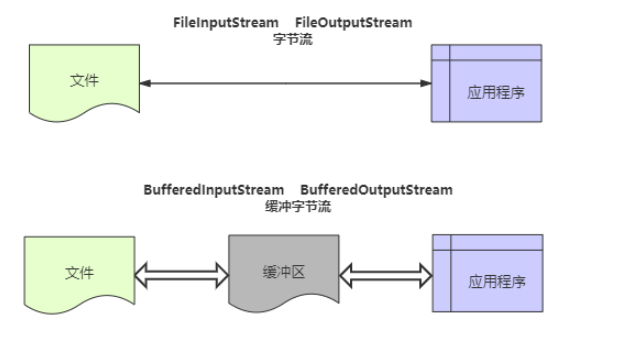 FileInputStream FileOutputStream
字节流
文件
应用程序
BufferedInputStream BufferedOutputStream
缓冲字节流
文件
缓冲区
应用程序